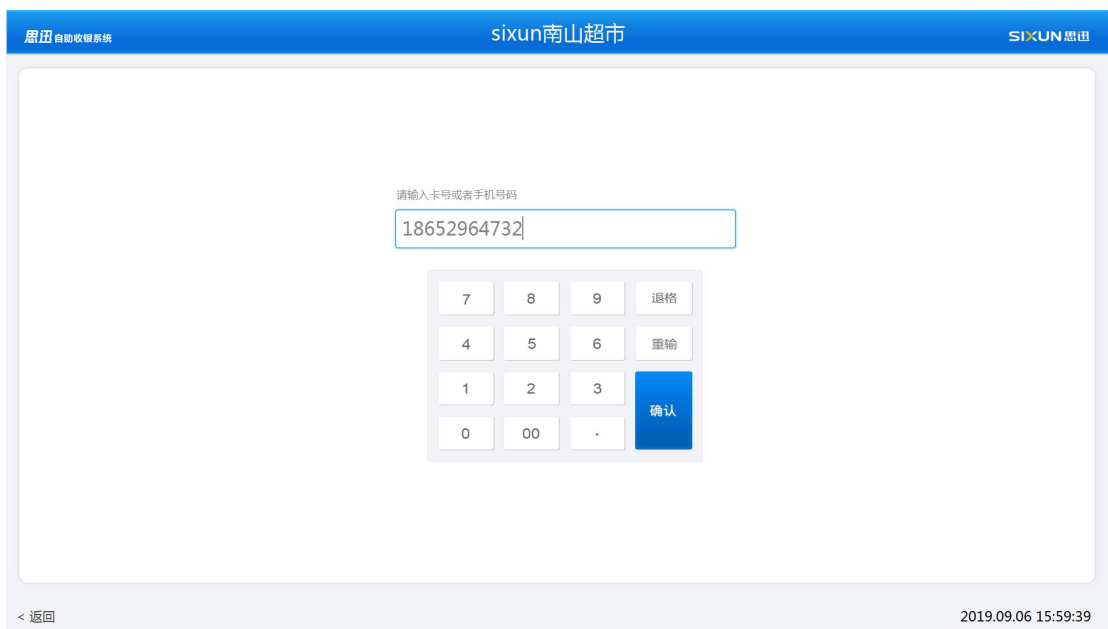 思迅自助收银系统
sixun南山超市
SIXUN思迅
请输入卡号或者手机号码
18652964732
7 8 9 退格
4 5 6 重输
1 2 3 确认
0 00 .
< 返回
2019.09.06 15:59:39